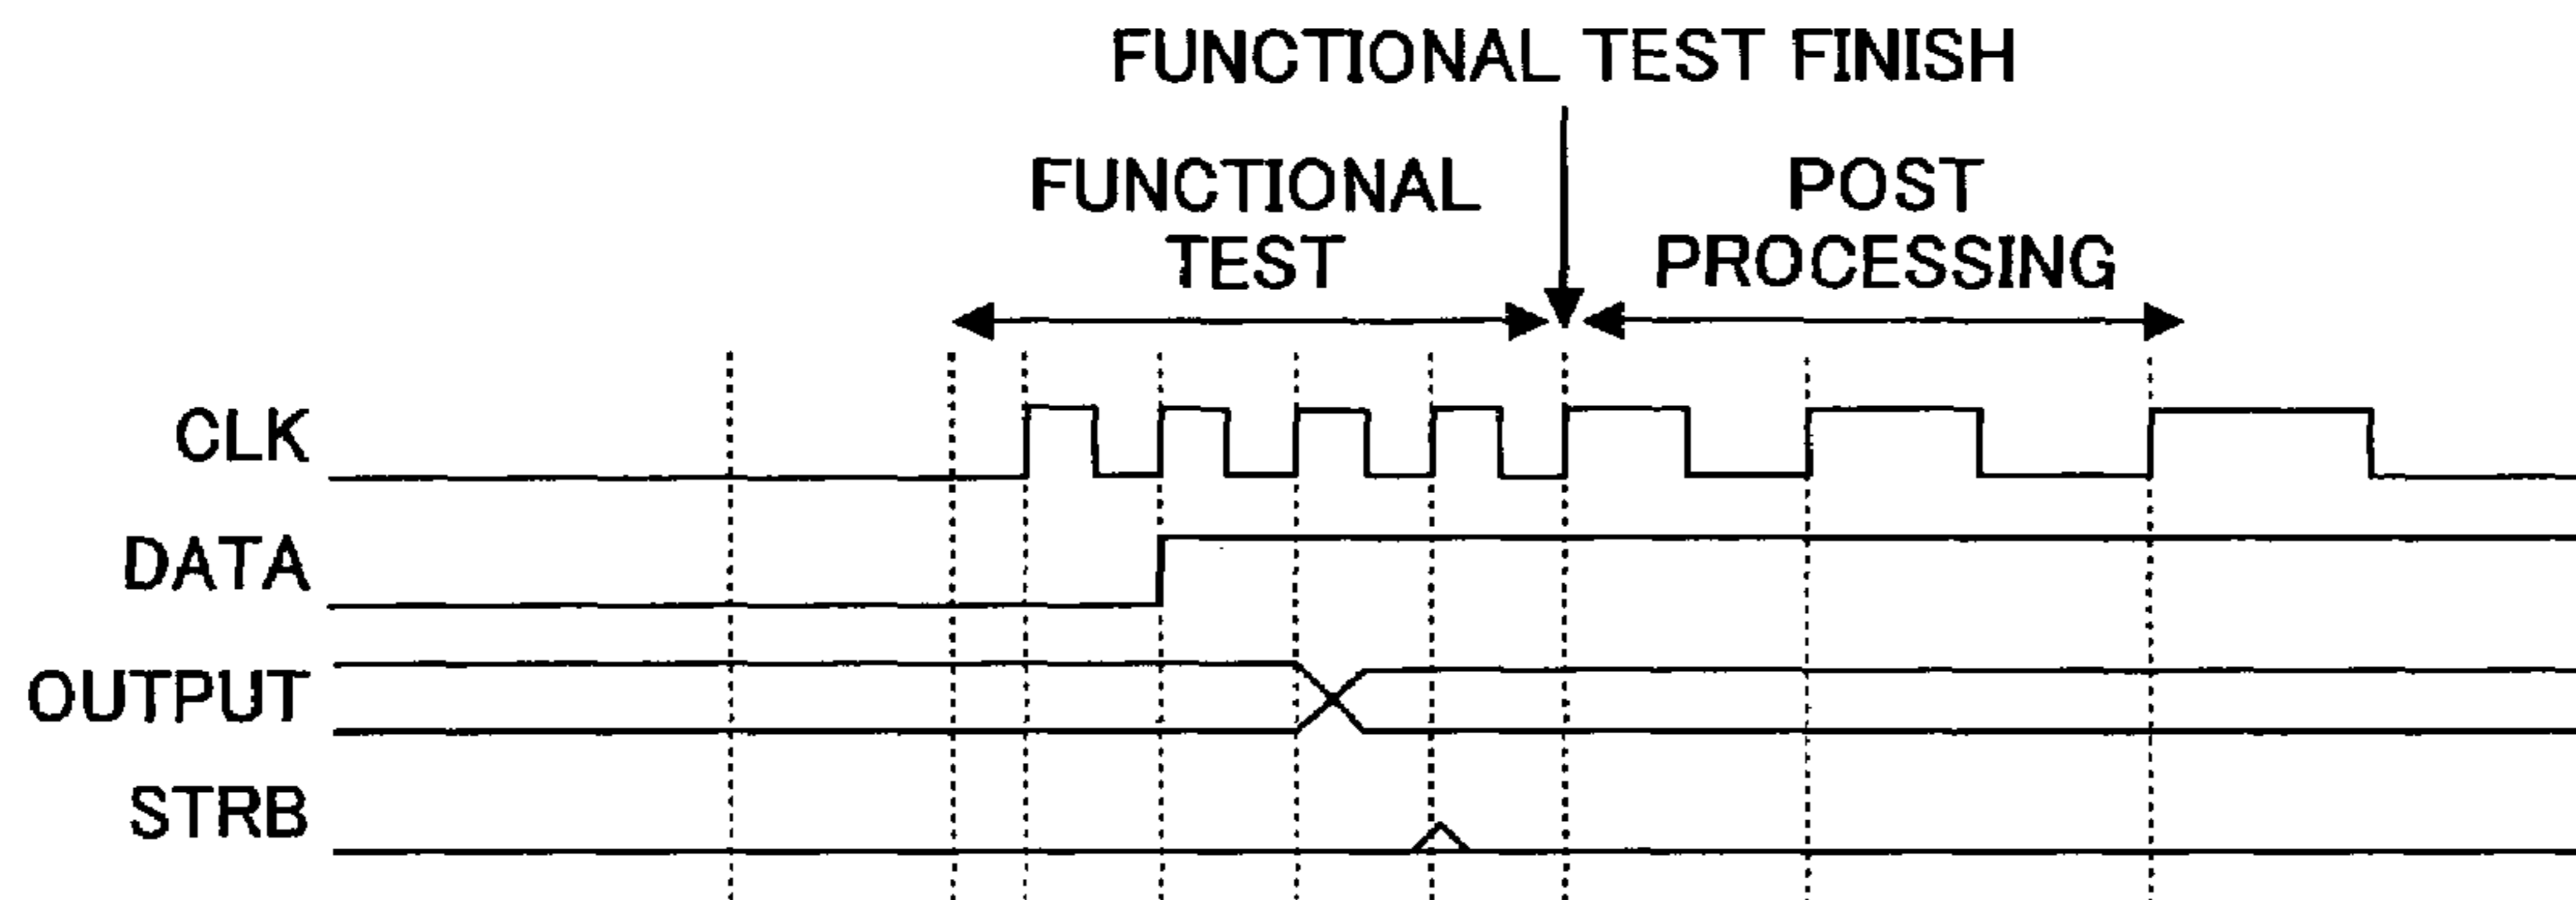 FUNCTIONAL TEST FINISH
FUNCTIONAL
TEST
POST
PROCESSING
CLK
DATA
OUTPUT
STRB